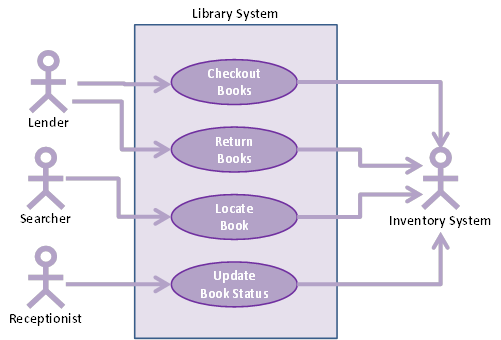 Library System
Checkout
Books
Lender
Return
Books
Searcher
Locate
Book
Inventory System
Receptionist
Update
Book Status